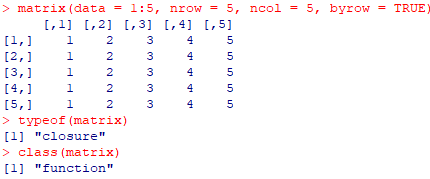 > matrix(data = 1:5, nrow = 5, ncol = 5, byrow = TRUE)
     [,1] [,2] [,3] [,4] [,5]
[1,]    1    2    3    4    5
[2,]    1    2    3    4    5
[3,]    1    2    3    4    5
[4,]    1    2    3    4    5
[5,]    1    2    3    4    5
> typeof(matrix)
[1] "closure"
> class(matrix)
[1] "function"